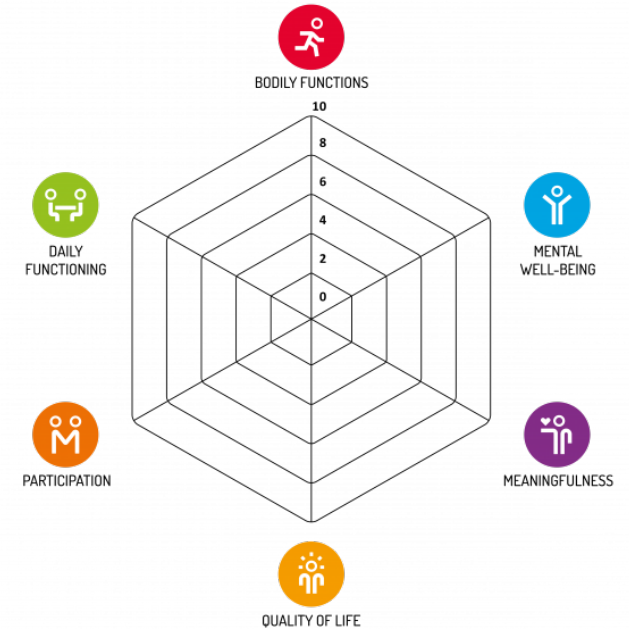 BODILY FUNCTIONS
10
8
6
4
2
0
DAILY
FUNCTIONING
MENTAL
WELL-BEING
PARTICIPATION
MEANINGFULNESS
QUALITY OF LIFE